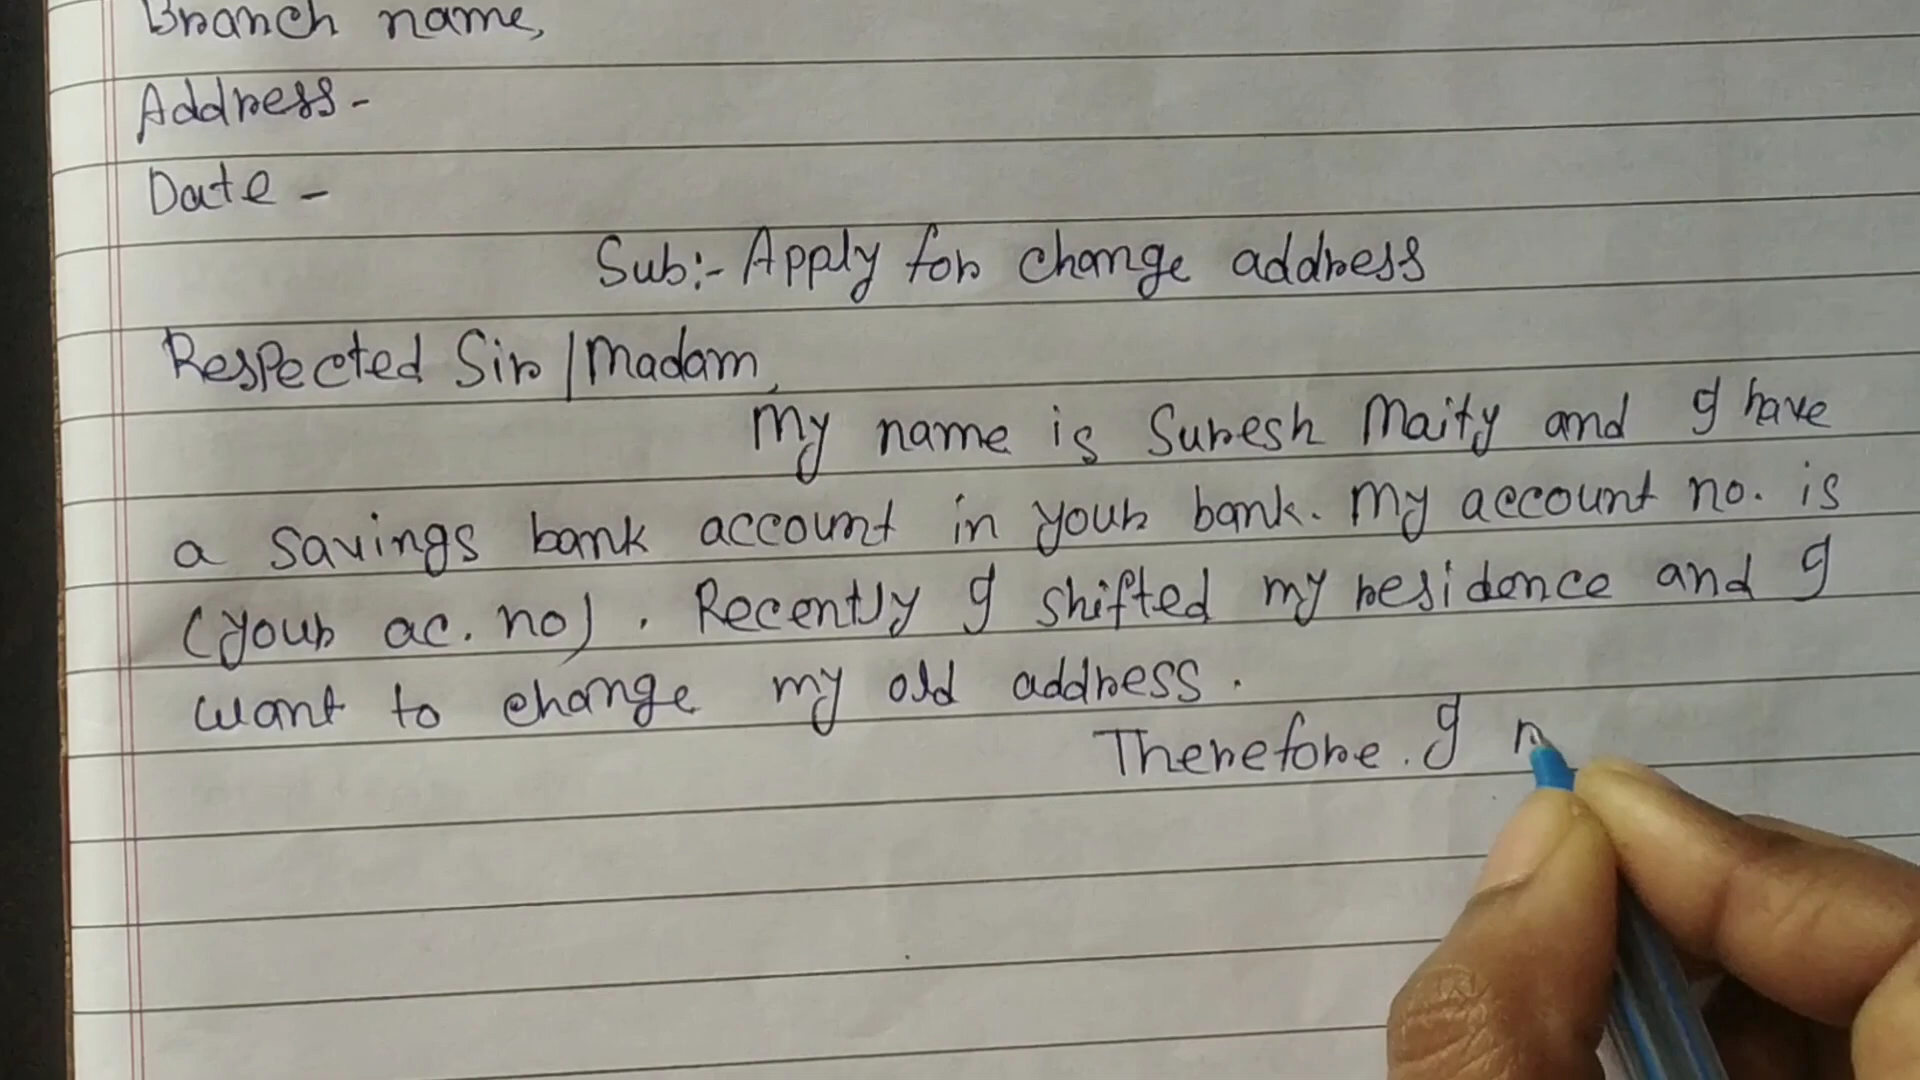 Branch name,
Address-
Date -
Sub:- Apply for change address
Respected Sir/Madam,
My name is Suresh Maity and I have
a savings bank account in your bank. My account no. is
(your ac. no). Recently I shifted my residence and I
want to change my old address.
Therefore. I